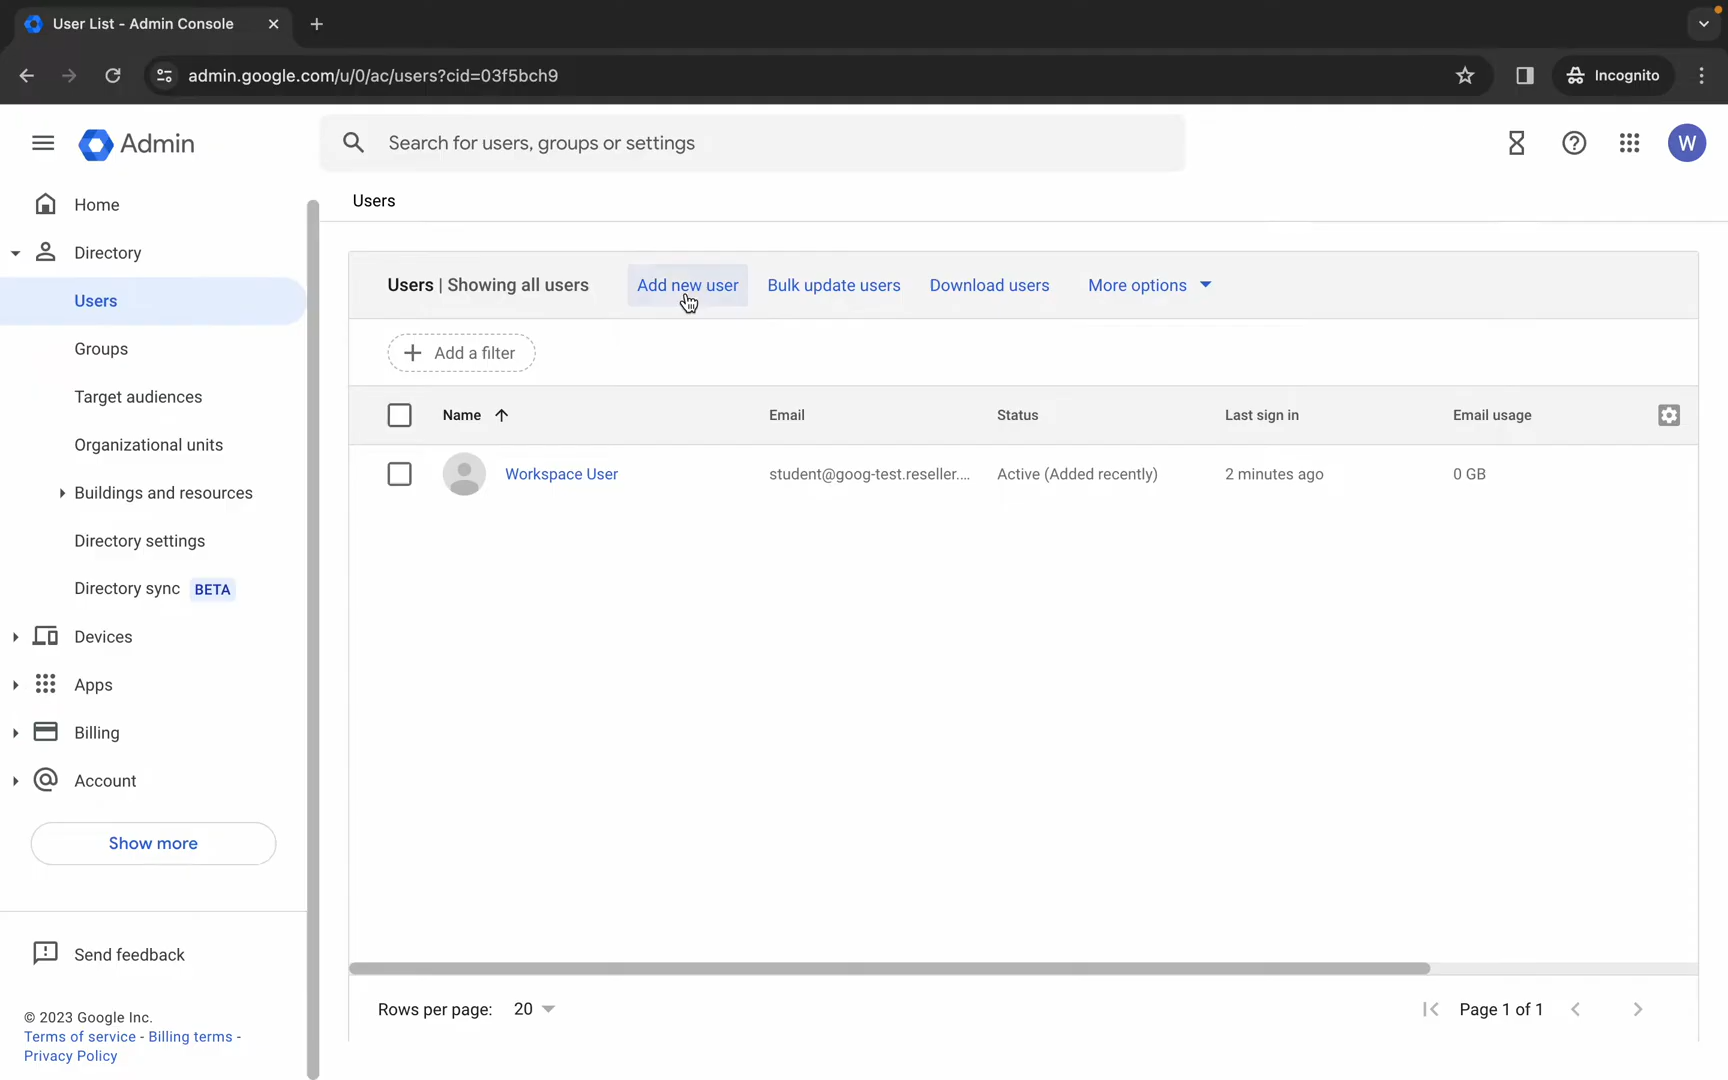 User List - Admin Console
admin.google.com/u/0/ac/users?cid=03f5bch9
Incognito
Admin
Search for users, groups or settings
W
Home
Directory
Users
Groups
Target audiences
Organizational units
Buildings and resources
Directory settings
Directory sync BETA
Devices
Apps
Billing
Account
Show more
Send feedback
© 2023 Google Inc.
Terms of service - Billing terms -
Privacy Policy
Users
Users | Showing all users Add new user Bulk update users Download users More options
Add a filter
Name Email Status Last sign in Email usage
Workspace User student@goog-test.reseller.... Active (Added recently) 2 minutes ago 0 GB
Rows per page: 20 Page 1 of 1